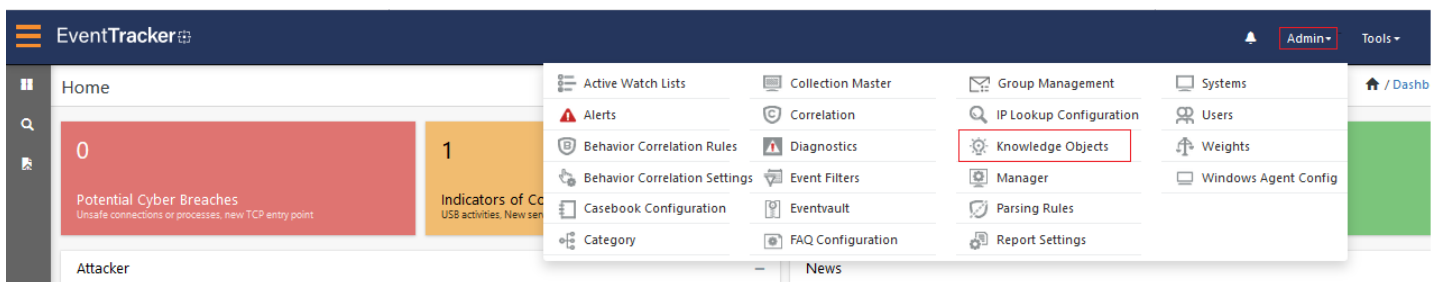 EventTracker
Admin
Tools
Home
/ Dashb
Active Watch Lists
Collection Master
Group Management
Systems
Alerts
Correlation
IP Lookup Configuration
Users
Behavior Correlation Rules
Diagnostics
Knowledge Objects
Weights
Behavior Correlation Settings
Event Filters
Manager
Windows Agent Config
Casebook Configuration
Eventvault
Parsing Rules
Category
FAQ Configuration
Report Settings
0
Potential Cyber Breaches
Unsafe connections or processes, new TCP entry point
1
Indicators of Co
USB activities, New serv
Attacker
News